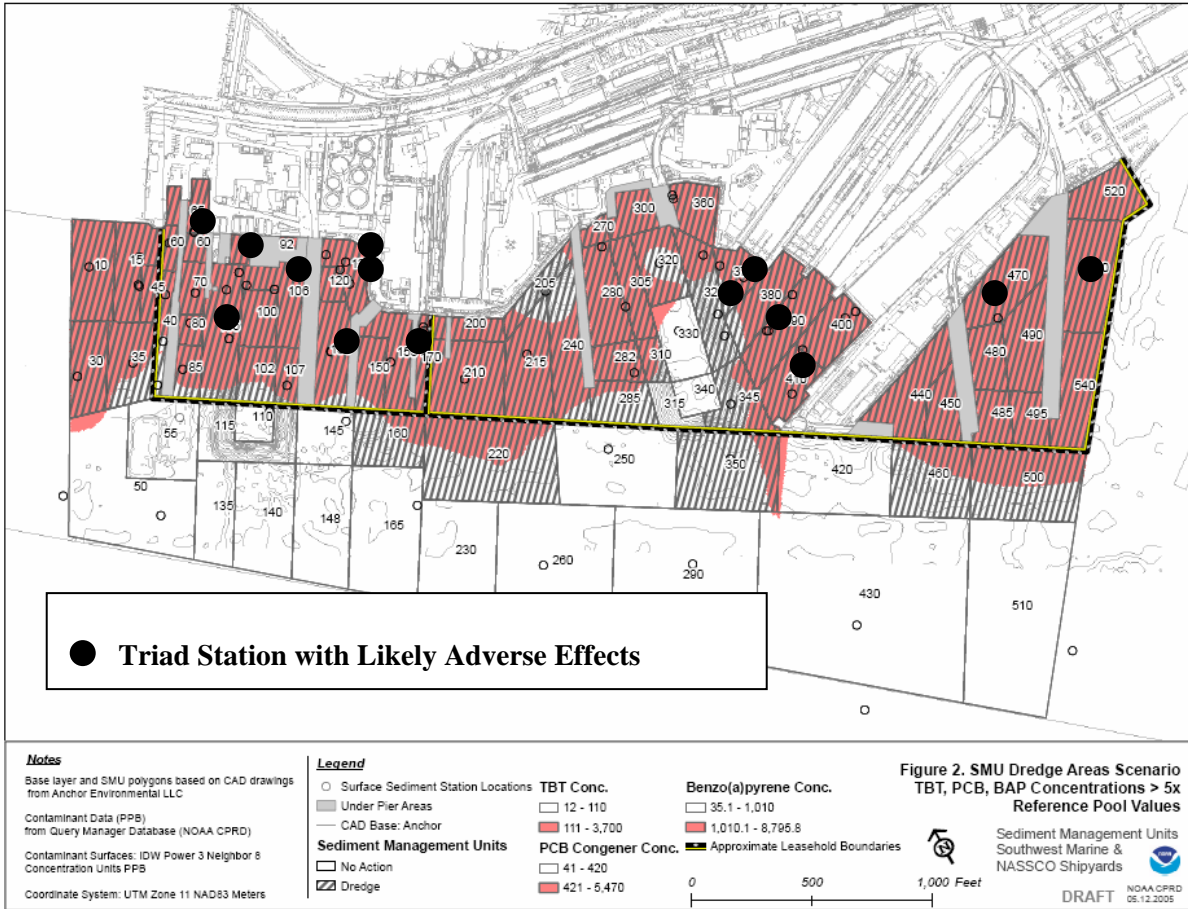 520
300
360
270
65
60
60
92
10
15
320
305
120
470
45
70
106
205
280
380
40
80
100
200
240
400
490
330
310
282
480
170
30
35
85
102
107
150
210
215
285
315
340
345
440
450
485
495
540
110
115
55
145
160
220
250
350
420
460
500
50
135
140
148
165
230
260
290
430
510
Triad Station with Likely Adverse Effects
Notes
Base layer and SMU polygons based on CAD drawings
from Anchor Environmental LLC
Contaminant Data (PPB)
from Query Manager Database (NOAA CPRD)
Contaminant Surfaces: IDW Power 3 Neighbor 8
Concentration Units PPB
Coordinate System: UTM Zone 11 NAD83 Meters
Legend
Surface Sediment Station Locations
Under Pier Areas
CAD Base: Anchor
Sediment Management Units
No Action
Dredge
TBT Conc.
12 - 110
111 - 3,700
PCB Congener Conc.
41 - 420
421 - 5,470
Benzo(a)pyrene Conc.
35.1 - 1,010
1,010.1 - 8,795.8
Approximate Leasehold Boundaries
0 500 1,000 Feet
Figure 2. SMU Dredge Areas Scenario
TBT, PCB, BAP Concentrations > 5x
Reference Pool Values
Sediment Management Units
Southwest Marine &
NASSCO Shipyards
N
DRAFT
NOAA CPRD
05.12.2005